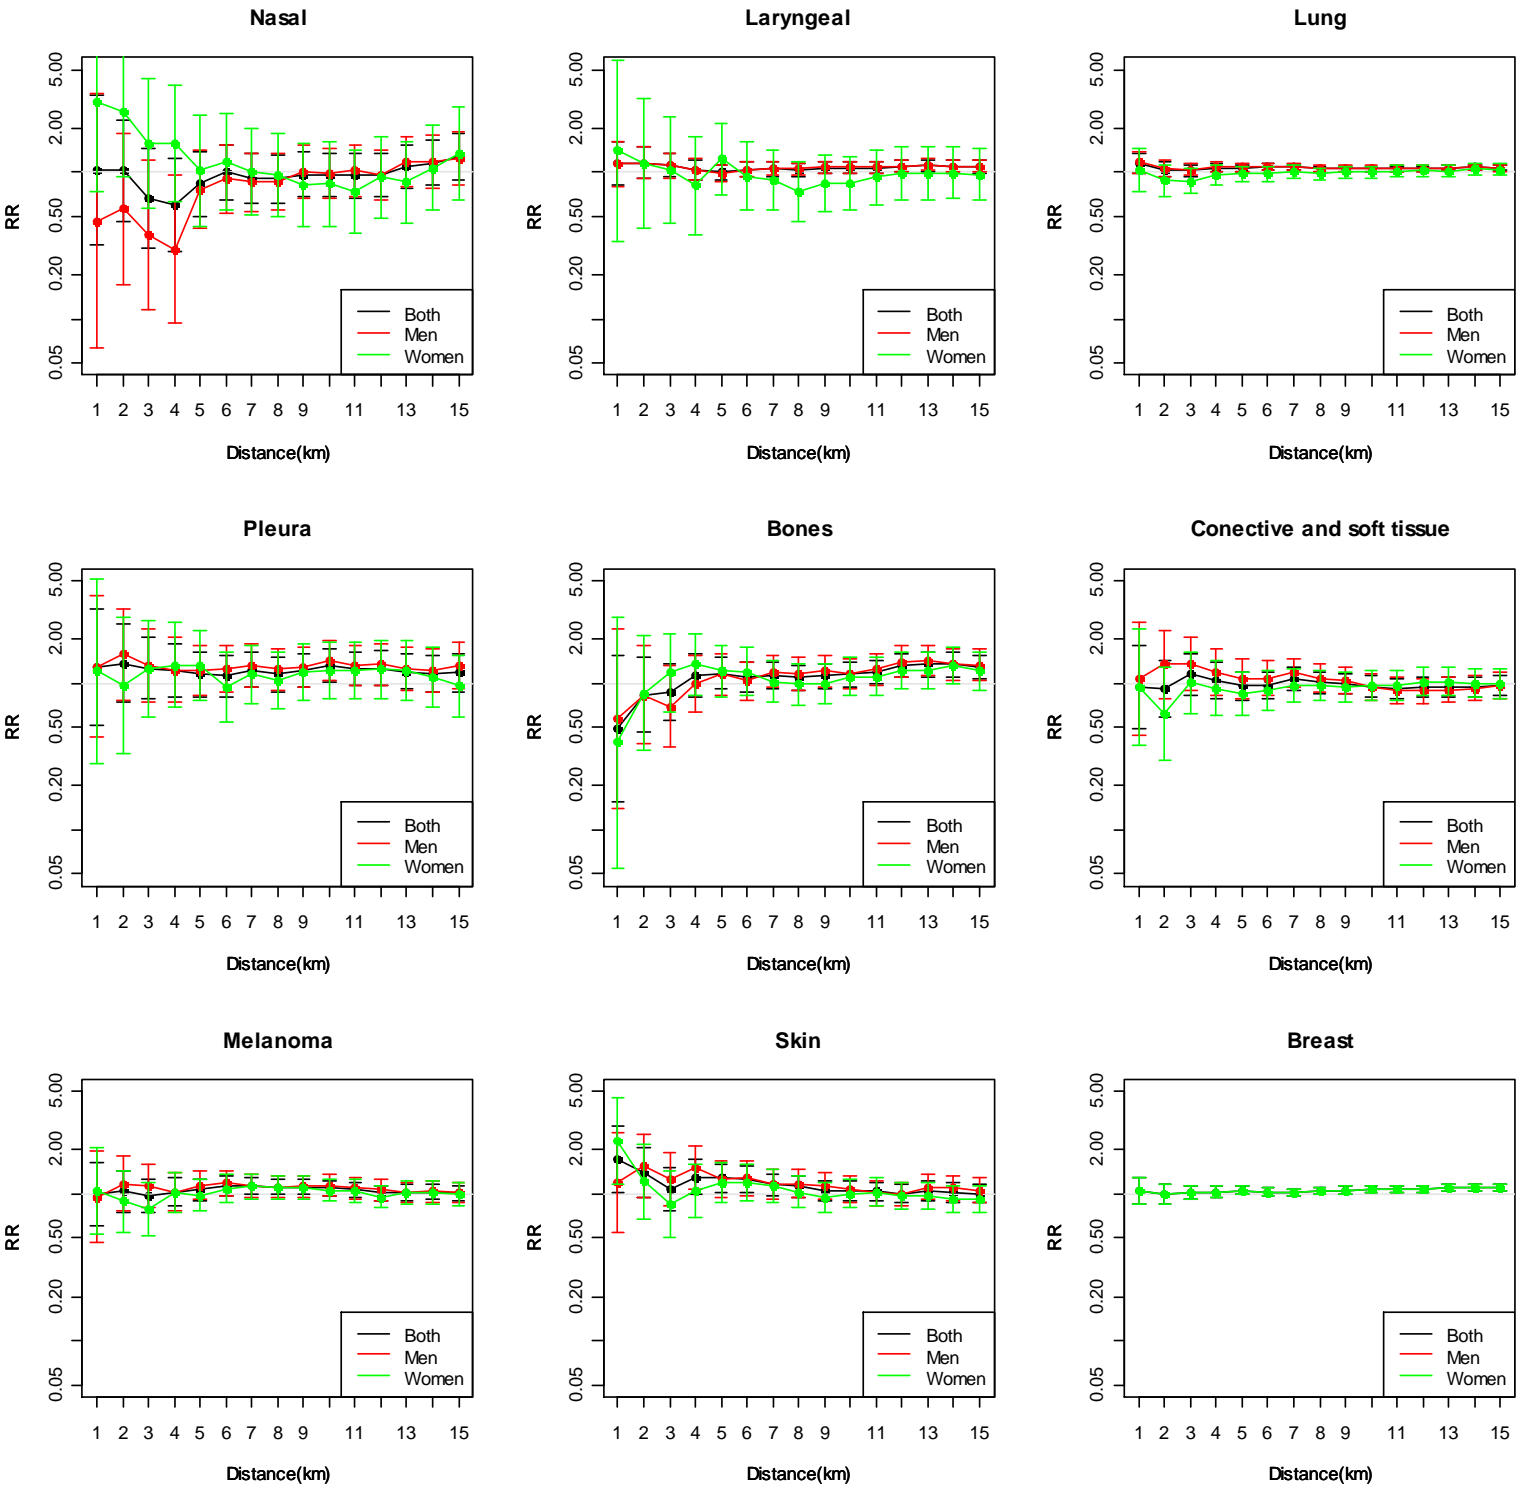 Nasal
RR
5.00
2.00
0.50
0.20
0.05
Both
Men
Women
1 2 3 4 5 6 7 8 9 11 13 15
Distance(km)
Laryngeal
RR
5.00
2.00
0.50
0.20
0.05
Both
Men
Women
1 2 3 4 5 6 7 8 9 11 13 15
Distance(km)
Lung
RR
5.00
2.00
0.50
0.20
0.05
Both
Men
Women
1 2 3 4 5 6 7 8 9 11 13 15
Distance(km)
Pleura
RR
5.00
2.00
0.50
0.20
0.05
Both
Men
Women
1 2 3 4 5 6 7 8 9 11 13 15
Distance(km)
Bones
RR
5.00
2.00
0.50
0.20
0.05
Both
Men
Women
1 2 3 4 5 6 7 8 9 11 13 15
Distance(km)
Conective and soft tissue
RR
5.00
2.00
0.50
0.20
0.05
Both
Men
Women
1 2 3 4 5 6 7 8 9 11 13 15
Distance(km)
Melanoma
RR
5.00
2.00
0.50
0.20
0.05
Both
Men
Women
1 2 3 4 5 6 7 8 9 11 13 15
Distance(km)
Skin
RR
5.00
2.00
0.50
0.20
0.05
Both
Men
Women
1 2 3 4 5 6 7 8 9 11 13 15
Distance(km)
Breast
RR
5.00
2.00
0.50
0.20
0.05
Both
Men
Women
1 2 3 4 5 6 7 8 9 11 13 15
Distance(km)